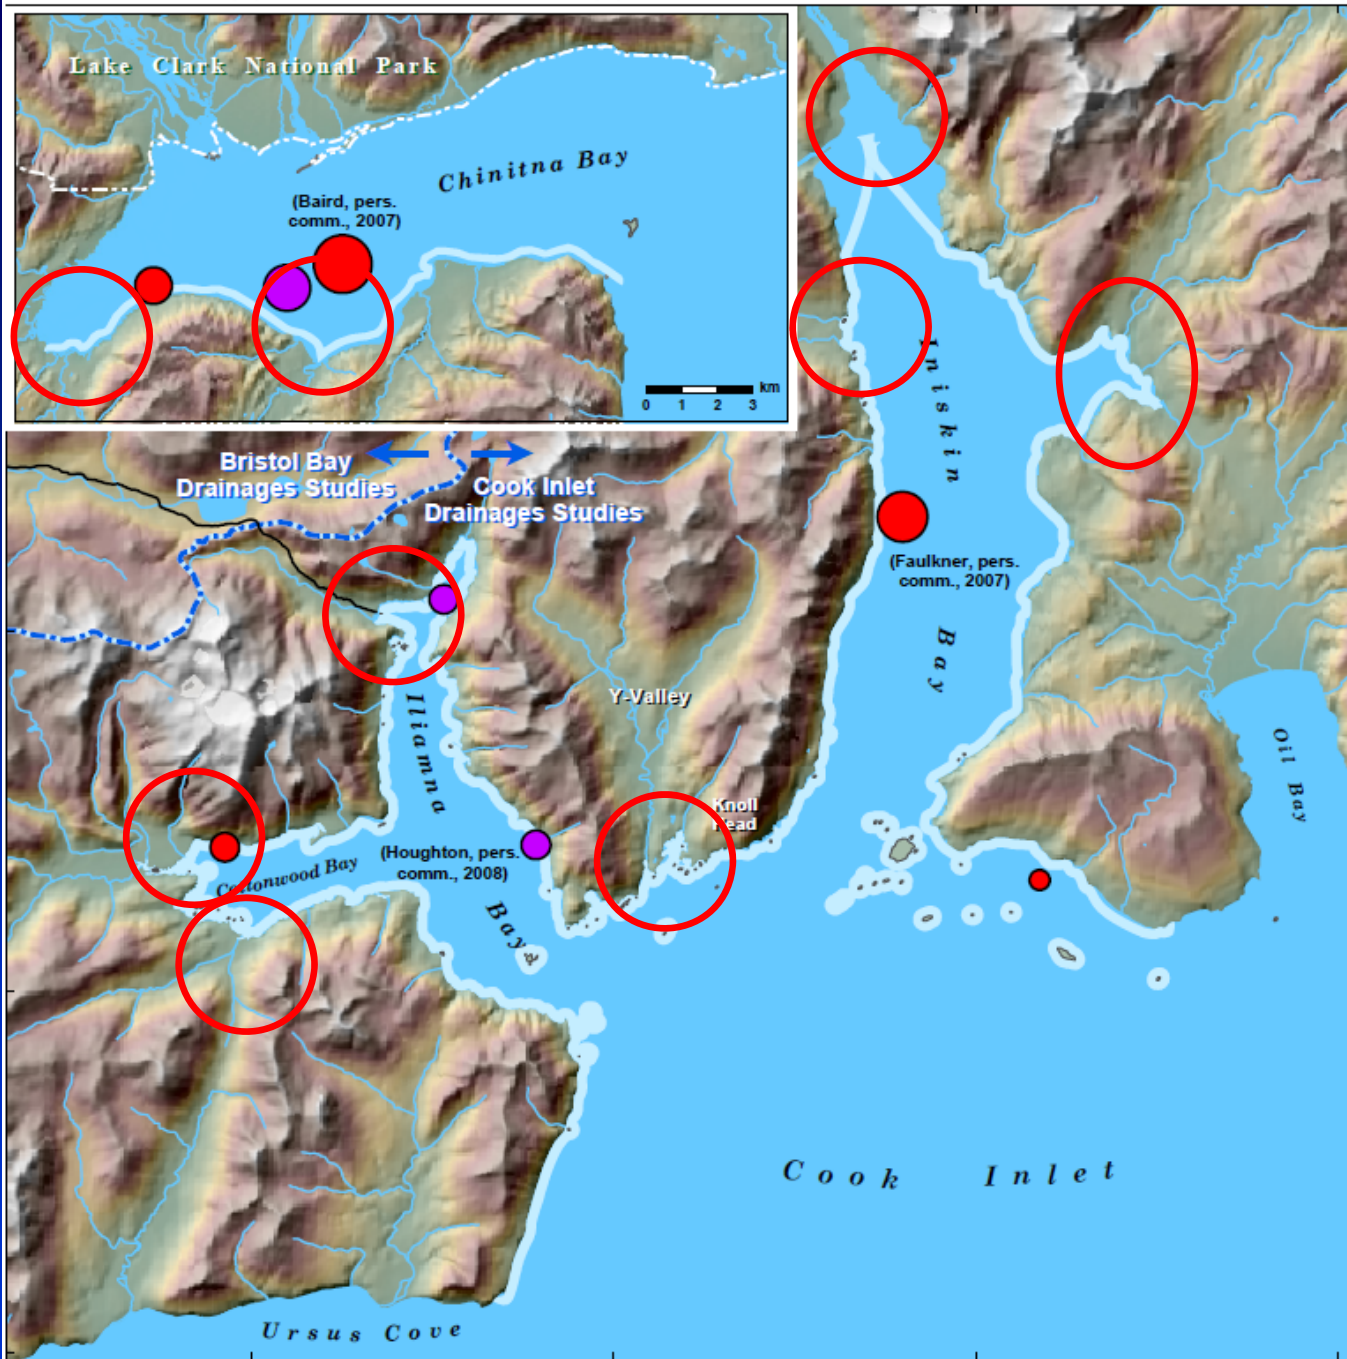 Lake Clark National Park
Chinitna Bay
(Baird, pers.
comm., 2007)
km
0 1 2 3
Bristol Bay
Drainages Studies
Cook Inlet
Drainages Studies
Iniskin
Bay
(Faulkner, pers.
comm., 2007)
Y-Valley
Iliamna
Bay
Knoll
Head
Oil Bay
(Houghton, pers.
comm., 2008)
Cottonwood Bay
Cook Inlet
Ursus Cove